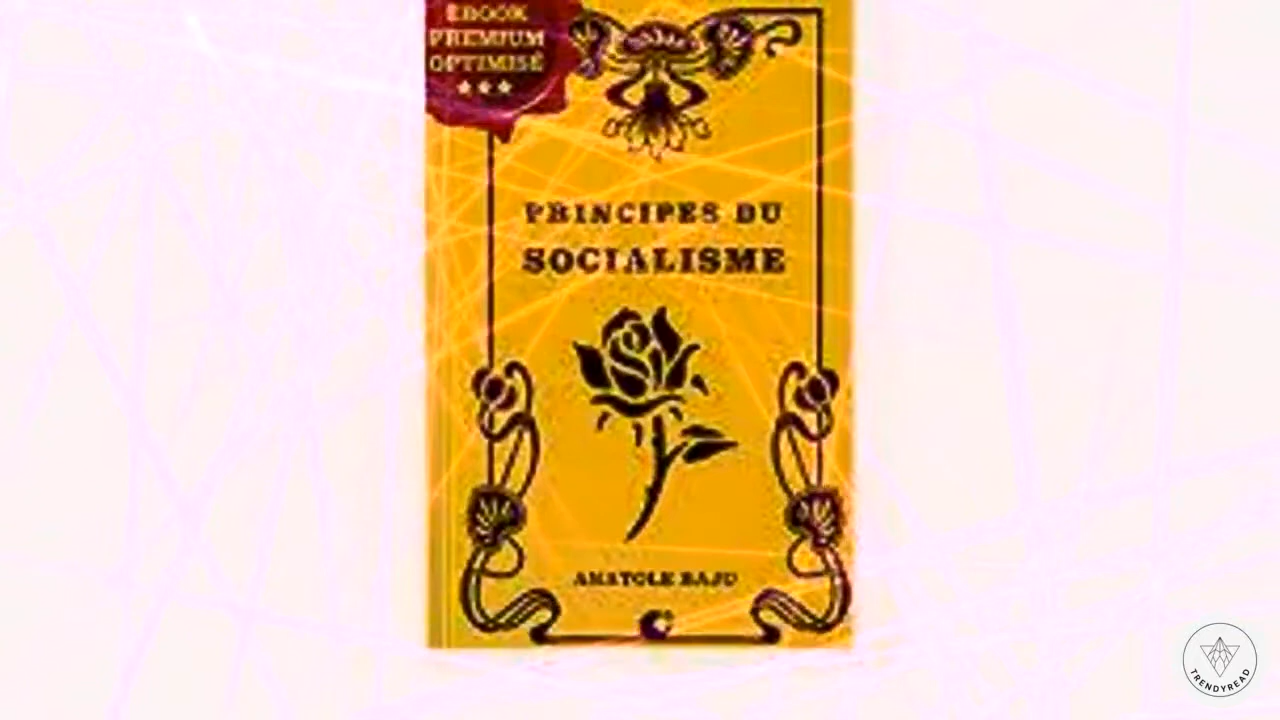 EBOOK
PREMIUM
OPTIMISÉ
PRINCIPES DU
SOCIALISME
ANATOLE BAJU
TRENDYREAD